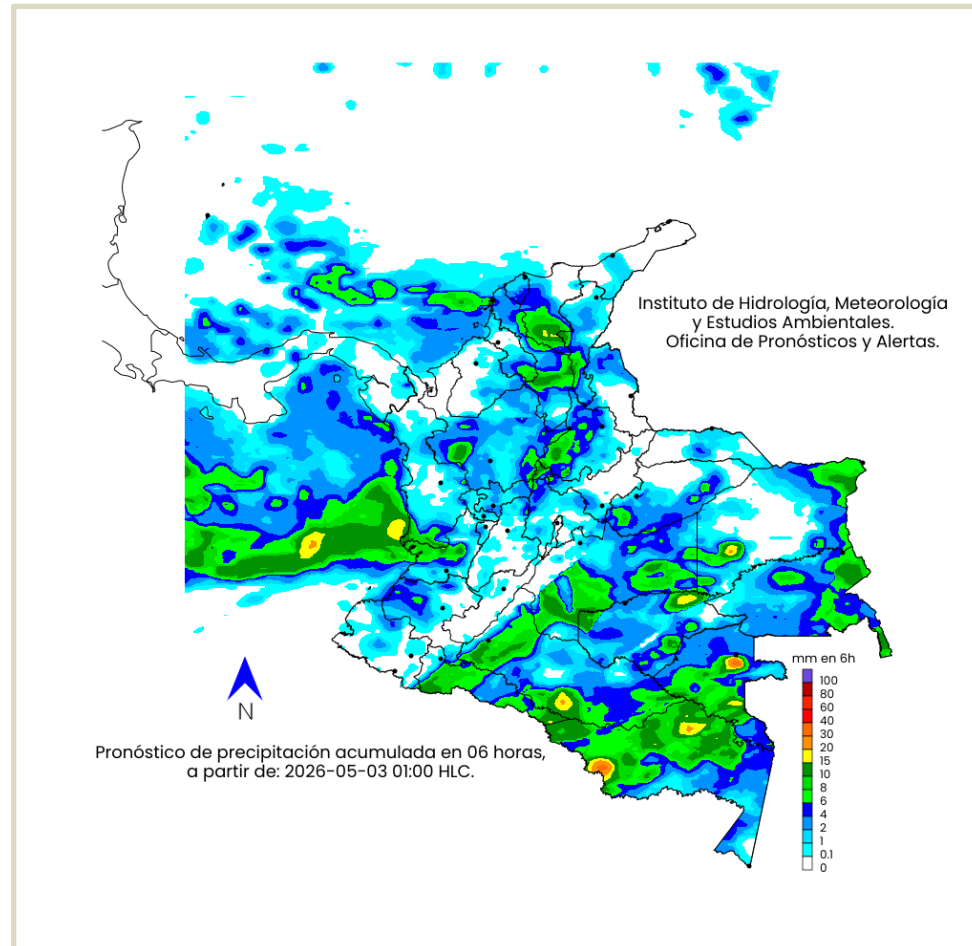 Instituto de Hidrología, Meteorología
y Estudios Ambientales.
Oficina de Pronósticos y Alertas.
mm en 6h
100
80
60
40
30
20
15
10
8
6
4
2
1
0.1
0
N
Pronóstico de precipitación acumulada en 06 horas,
a partir de: 2026-05-03 01:00 HLC.